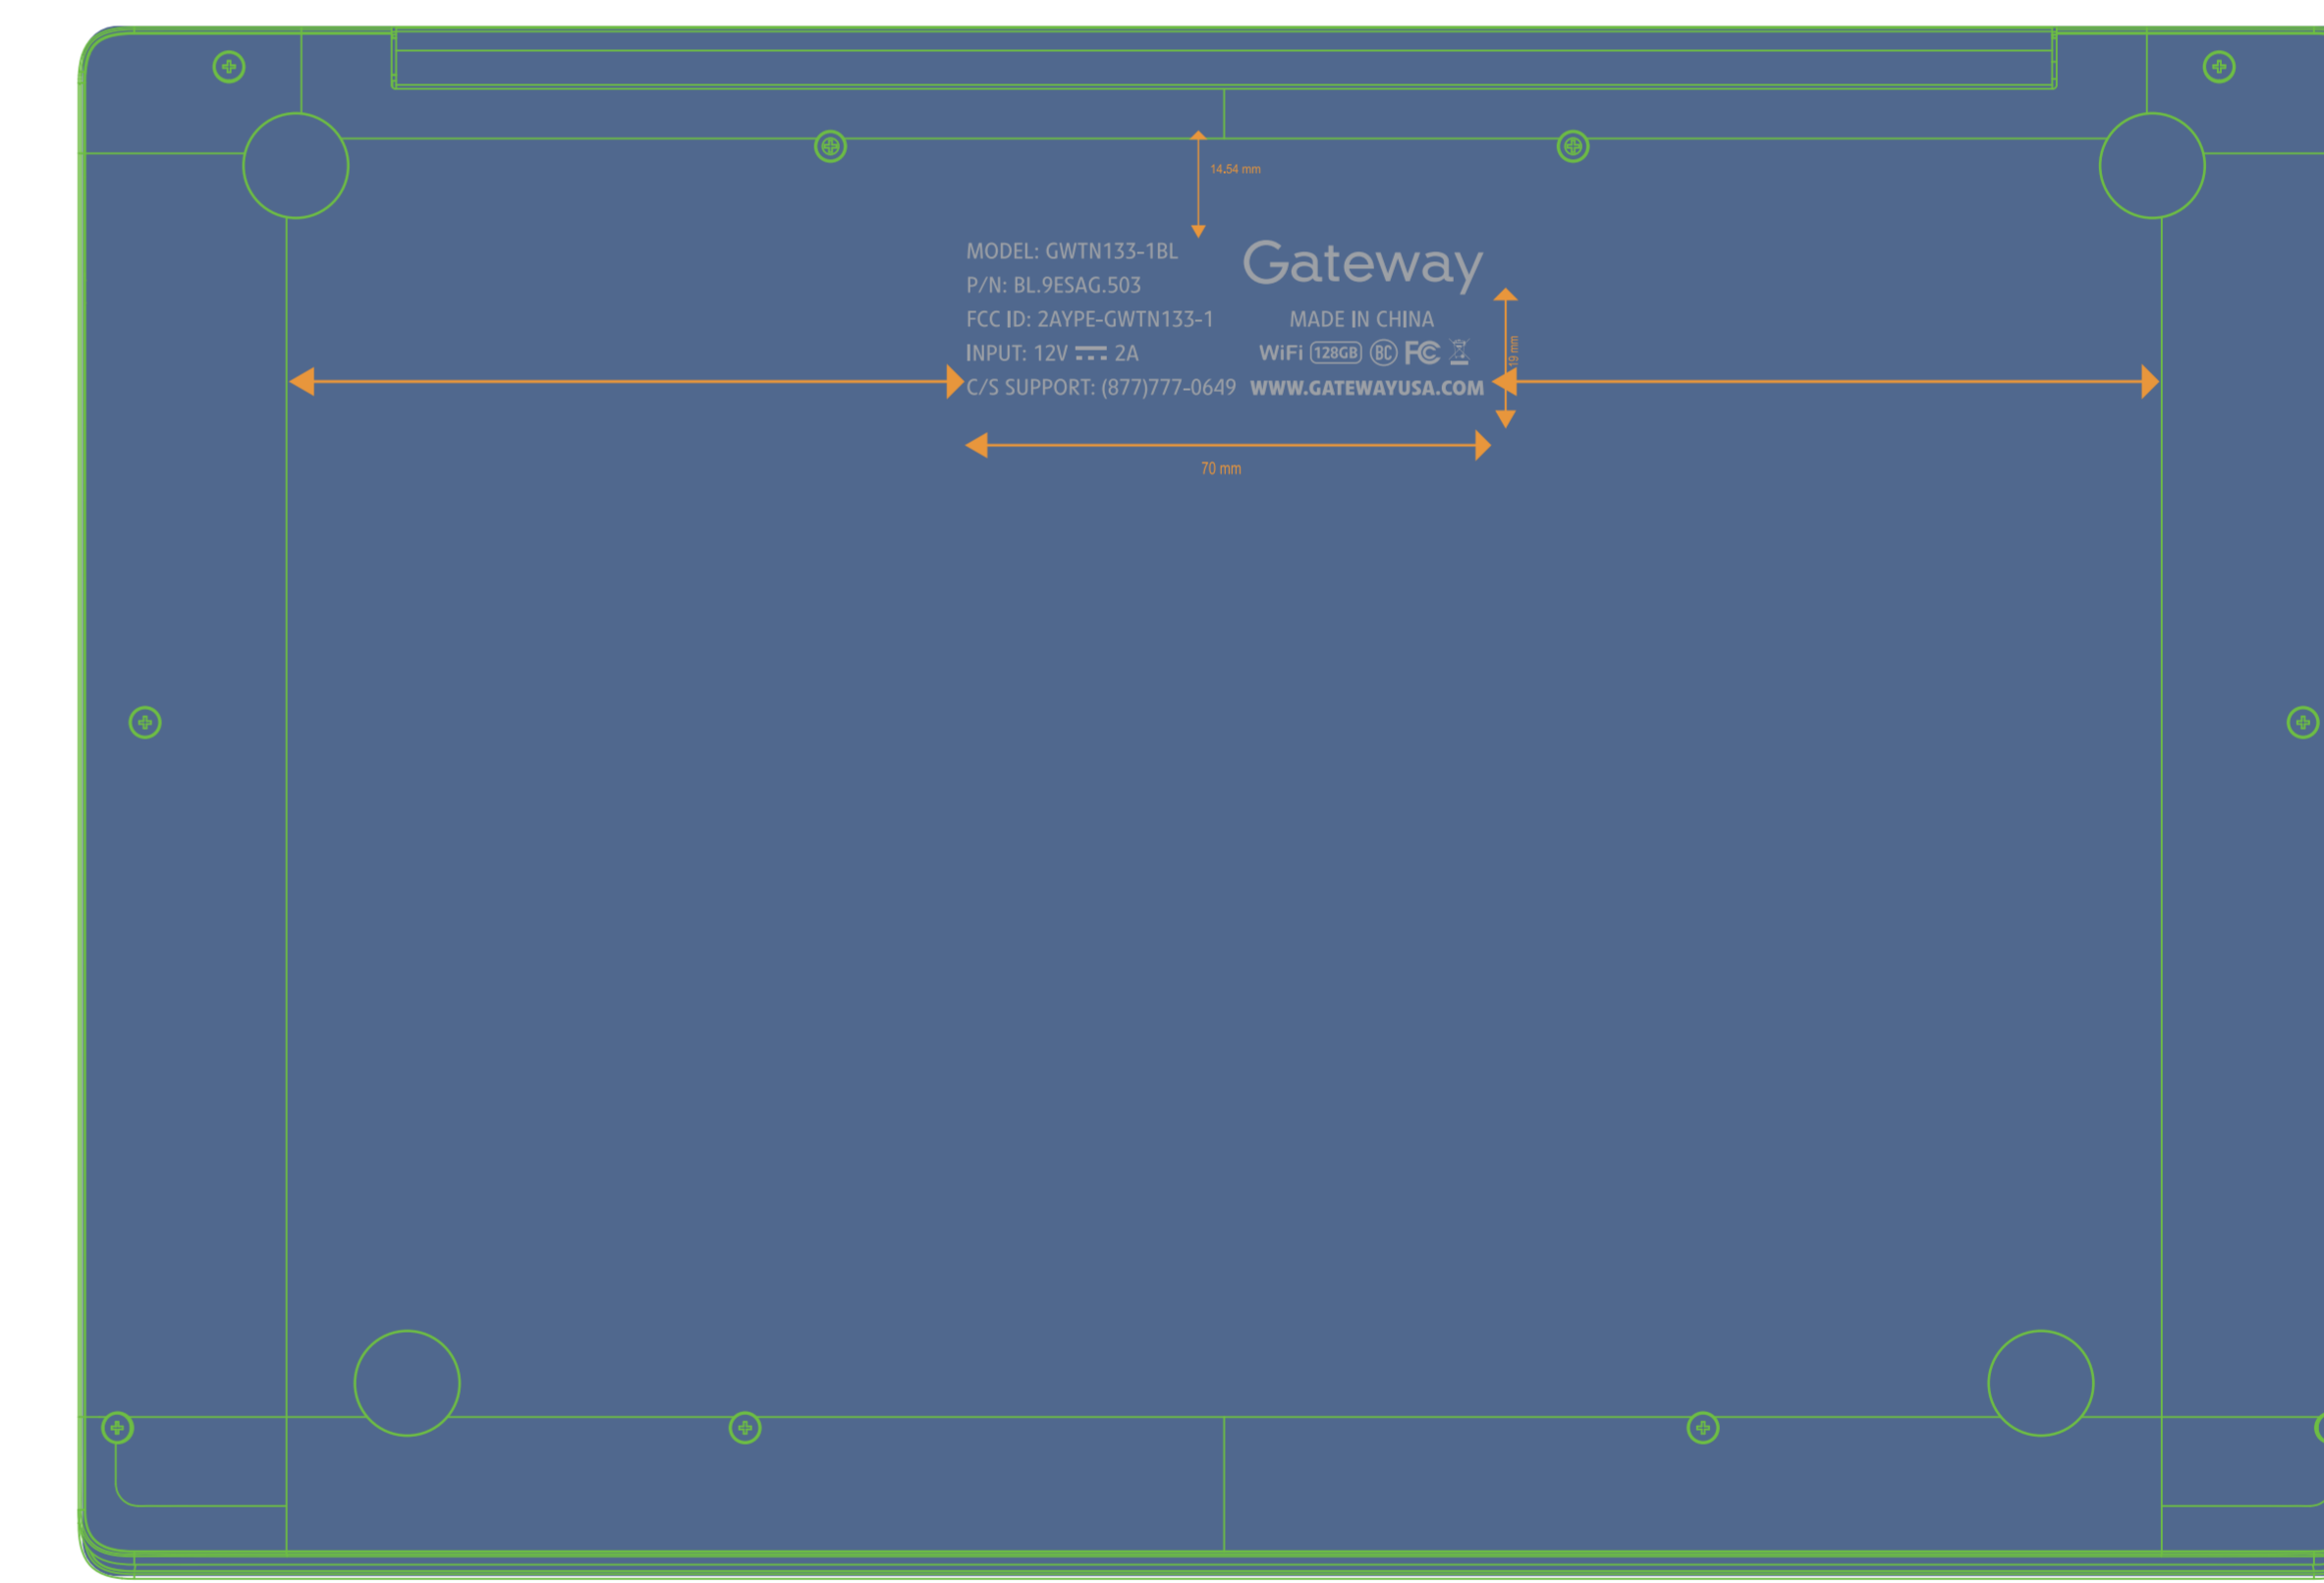 14.54 mm
MODEL: GWTN133-1BL
P/N: BL.9ESAG.503
FCC ID: 2AYPE-GWTN133-1
INPUT: 12V 2A
C/S SUPPORT: (877)777-0649
Gateway
MADE IN CHINA
WiFi 128GB BC FC
WWW.GATEWAYUSA.COM
19 mm
70 mm